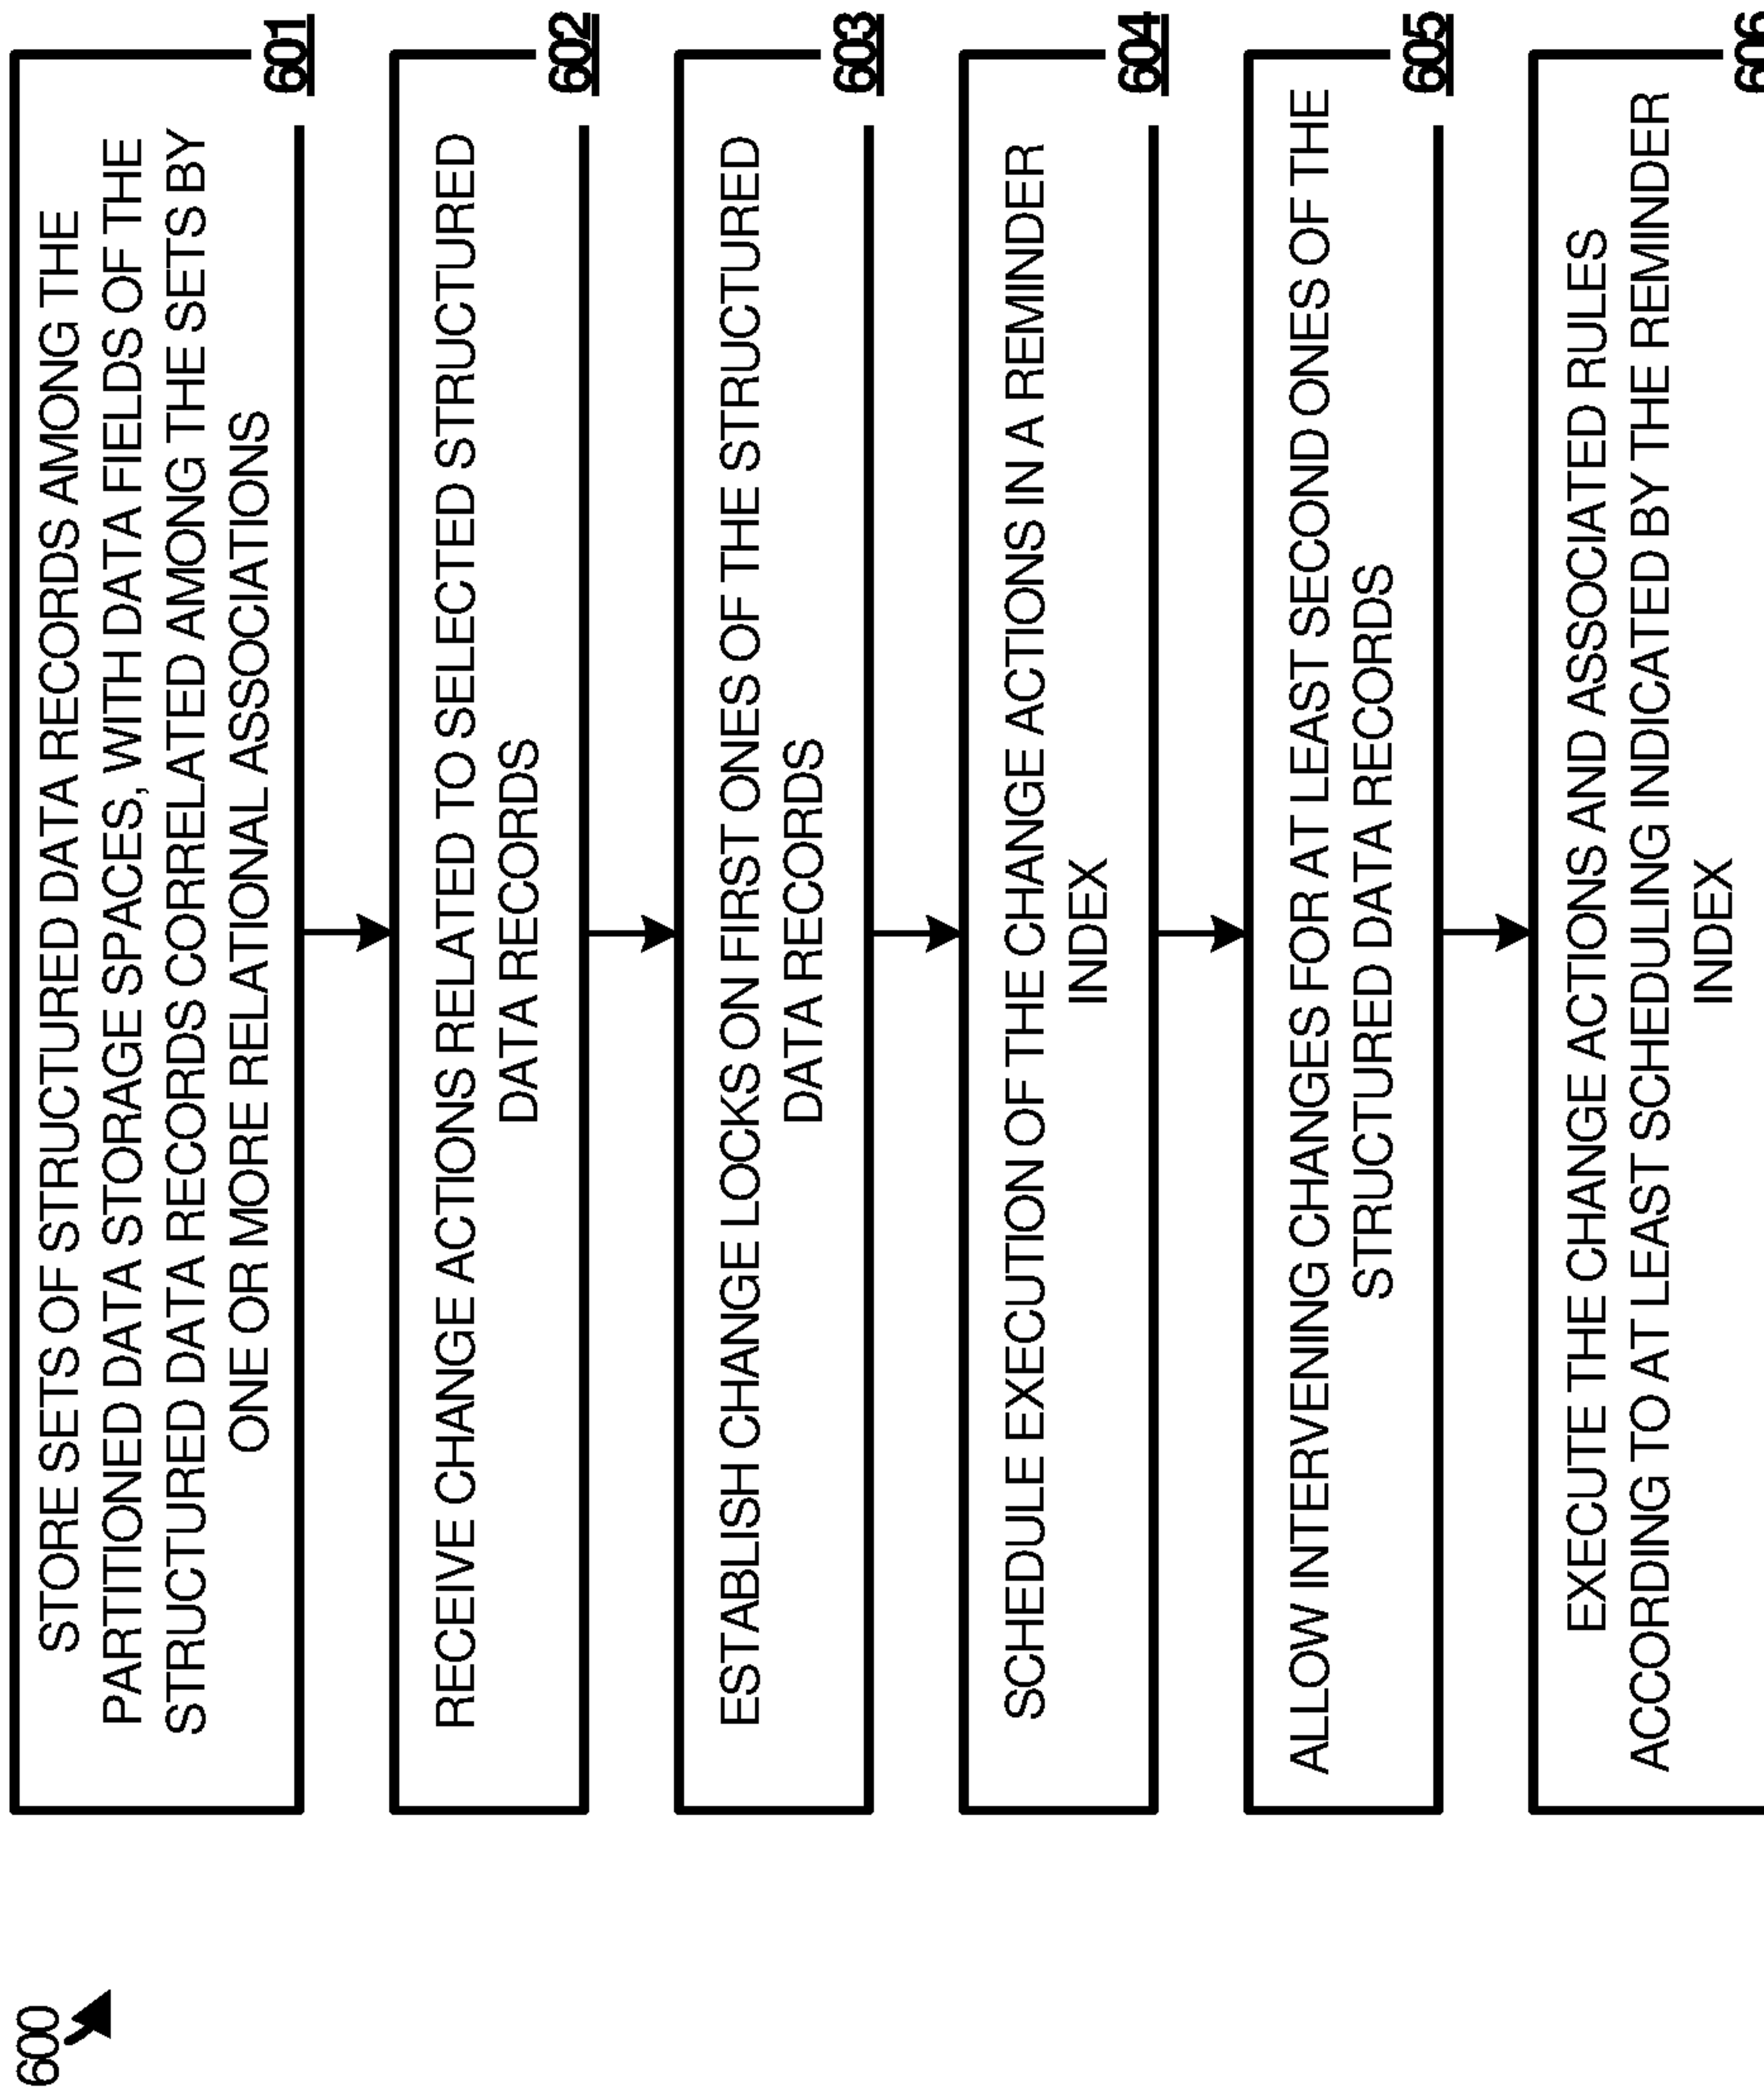 600
STORE SETS OF STRUCTURED DATA RECORDS AMONG THE
PARTITIONED DATA STORAGE SPACES, WITH DATA FIELDS OF THE
STRUCTURED DATA RECORDS CORRELATED AMONG THE SETS BY
ONE OR MORE RELATIONAL ASSOCIATIONS
601
RECEIVE CHANGE ACTIONS RELATED TO SELECTED STRUCTURED
DATA RECORDS
602
ESTABLISH CHANGE LOCKS ON FIRST ONES OF THE STRUCTURED
DATA RECORDS
603
SCHEDULE EXECUTION OF THE CHANGE ACTIONS IN A REMINDER
INDEX
604
ALLOW INTERVENING CHANGES FOR AT LEAST SECOND ONES OF THE
STRUCTURED DATA RECORDS
605
EXECUTE THE CHANGE ACTIONS AND ASSOCIATED RULES
ACCORDING TO AT LEAST SCHEDULING INDICATED BY THE REMINDER
INDEX
606